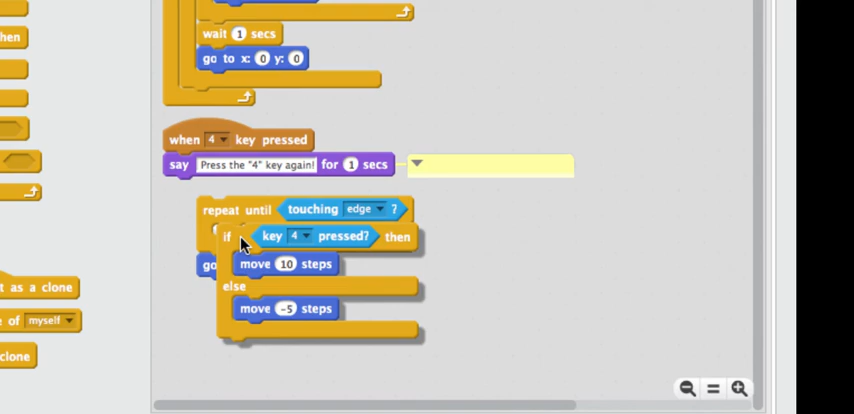 wait 1 secs
hen
go to x: 0 y: 0
when 4 key pressed
say Press the "4" key again! for 1 secs
repeat until touching edge ?
if key 4 pressed? then
go
move 10 steps
t as a clone
else
move -5 steps
e of myself
clone